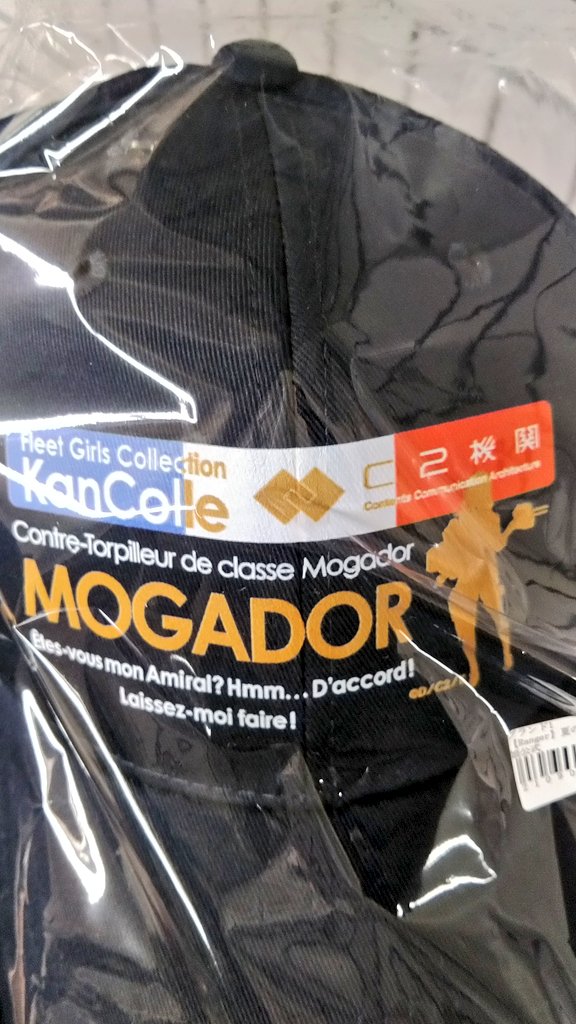 Fleet Girls Collection
KanColle
C2機関
Contents Communication Architecture
Contre-Torpilleur de classe Mogador
MOGADOR
Êtes-vous mon Amiral? Hmm... D'accord!
Laissez-moi faire!